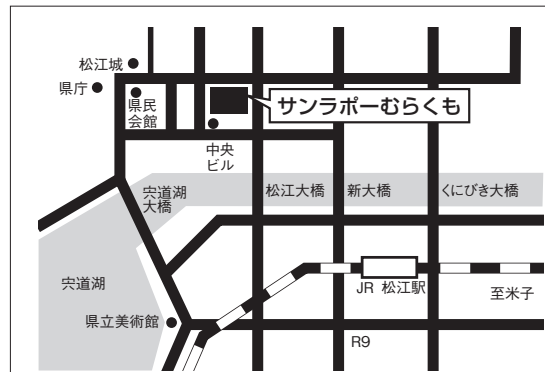 松江城
県庁
県民
会館
サンラポーむらくも
中央
ビル
宍道湖
大橋
松江大橋
新大橋
くにびき大橋
宍道湖
JR 松江駅
至米子
県立美術館
R9